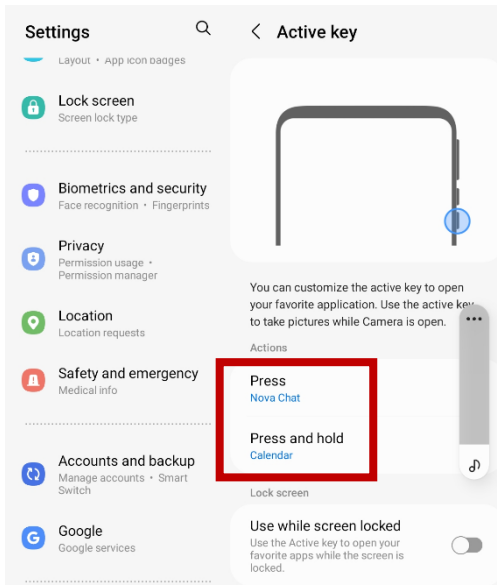 Settings
Layout • App icon badges
Lock screen
Screen lock type
Biometrics and security
Face recognition • Fingerprints
Privacy
Permission usage •
Permission manager
Location
Location requests
Safety and emergency
Medical info
Accounts and backup
Manage accounts • Smart
Switch
Google
Google services
Active key
You can customize the active key to open
your favorite application. Use the active key
to take pictures while Camera is open.
Actions
Press
Nova Chat
Press and hold
Calendar
Lock screen
Use while screen locked
Use the Active key to open your
favorite apps while the screen is
locked.